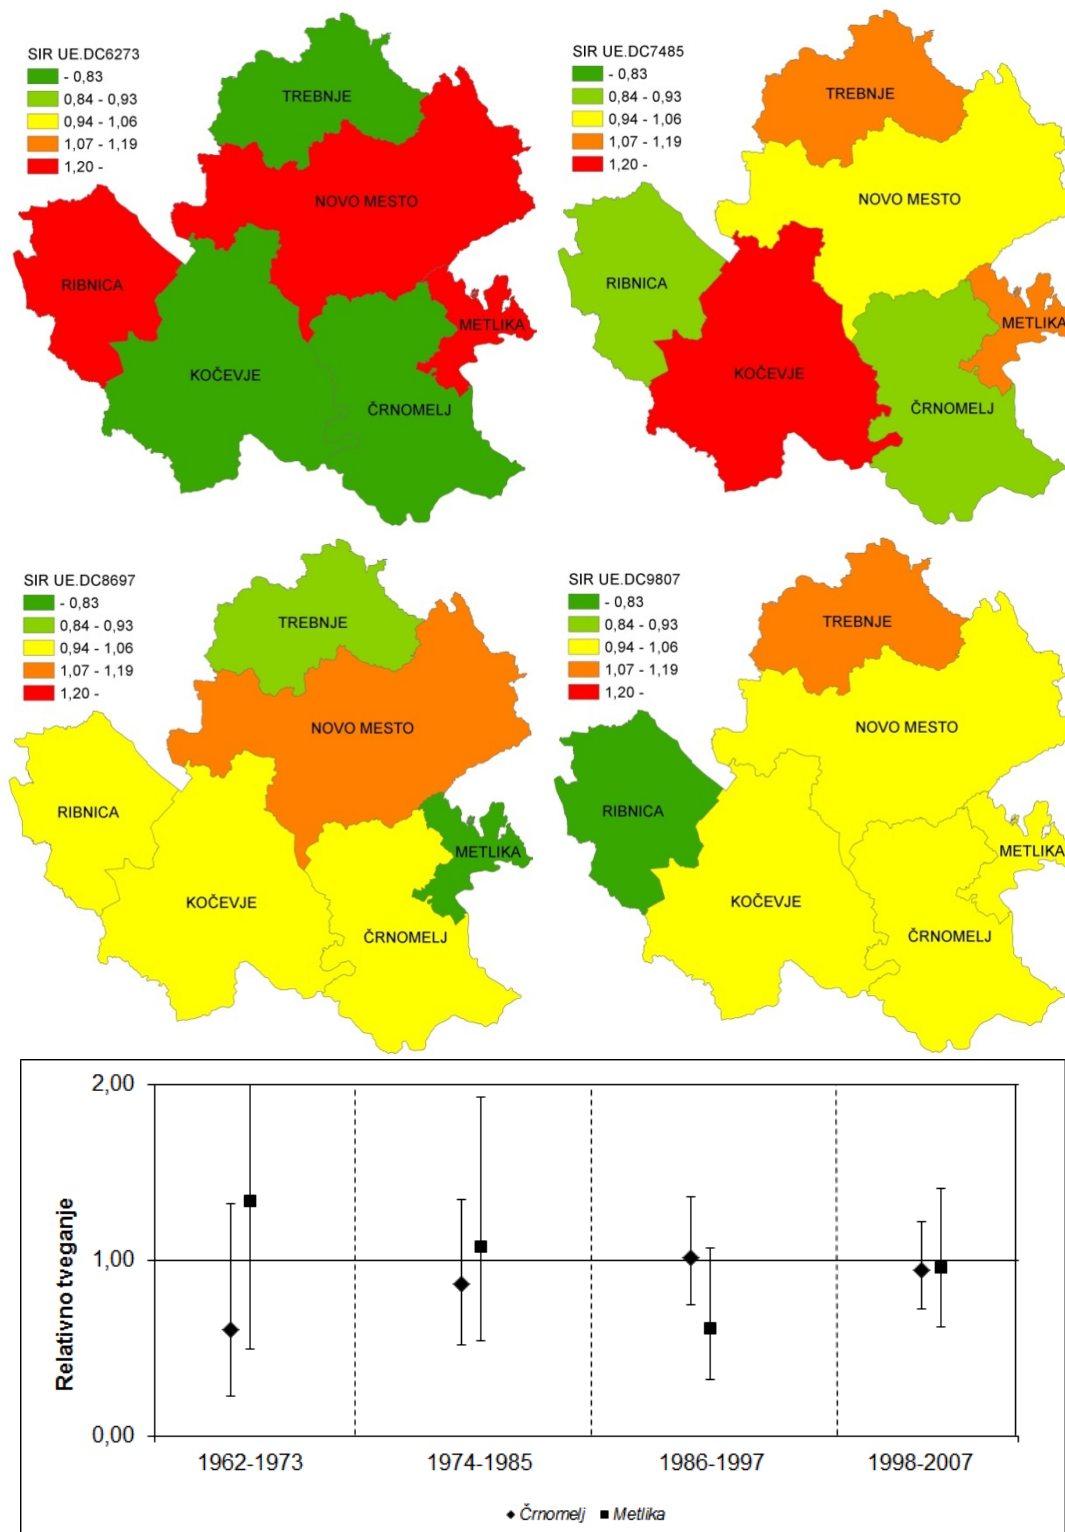 SIR UE.DC6273
- 0,83
0,84 - 0,93
0,94 - 1,06
1,07 - 1,19
1,20 -
TREBNJE
NOVO MESTO
RIBNICA
METLIKA
KOČEVJE
ČRNOMELJ
SIR UE.DC7485
- 0,83
0,84 - 0,93
0,94 - 1,06
1,07 - 1,19
1,20 -
TREBNJE
NOVO MESTO
RIBNICA
METLIKA
KOČEVJE
ČRNOMELJ
SIR UE.DC8697
- 0,83
0,84 - 0,93
0,94 - 1,06
1,07 - 1,19
1,20 -
TREBNJE
NOVO MESTO
RIBNICA
METLIKA
KOČEVJE
ČRNOMELJ
SIR UE.DC9807
- 0,83
0,84 - 0,93
0,94 - 1,06
1,07 - 1,19
1,20 -
TREBNJE
NOVO MESTO
RIBNICA
METLIKA
KOČEVJE
ČRNOMELJ
Relativno tveganje
2,00
1,00
0,00
1962-1973 1974-1985 1986-1997 1998-2007
Črnomelj Metlika